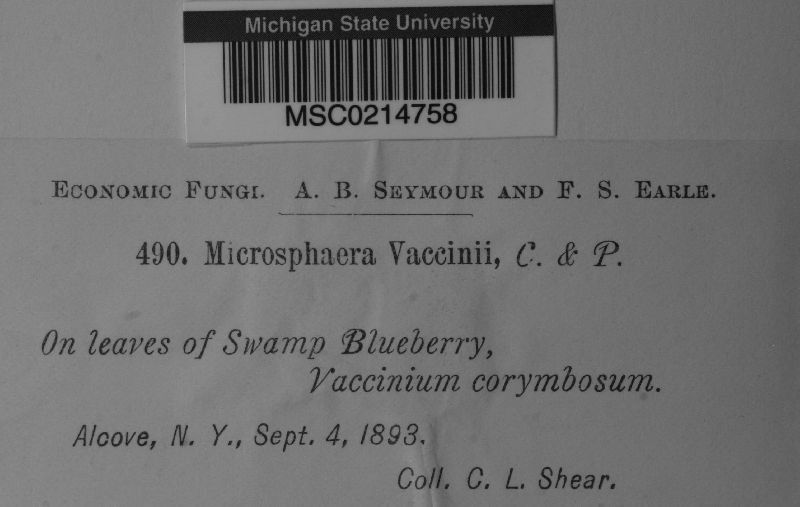 Michigan State University
MSC0214758
Economic Fungi. A. B. Seymour and F. S. Earle.
490. Microsphaera Vaccinii, C. & P.
On leaves of Swamp Blueberry,
Vaccinium corymbosum.
Alcove, N. Y., Sept. 4, 1893.
Coll. C. L. Shear.